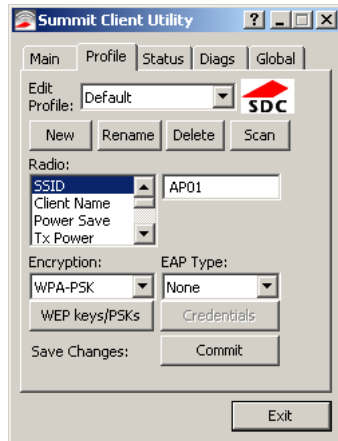 Summit Client Utility
Main Profile Status Diags Global
Edit
Profile: Default
SDC
New Rename Delete Scan
Radio:
SSID AP01
Client Name
Power Save
Tx Power
Encryption: EAP Type:
WPA-PSK None
WEP keys/PSKs Credentials
Save Changes: Commit
Exit